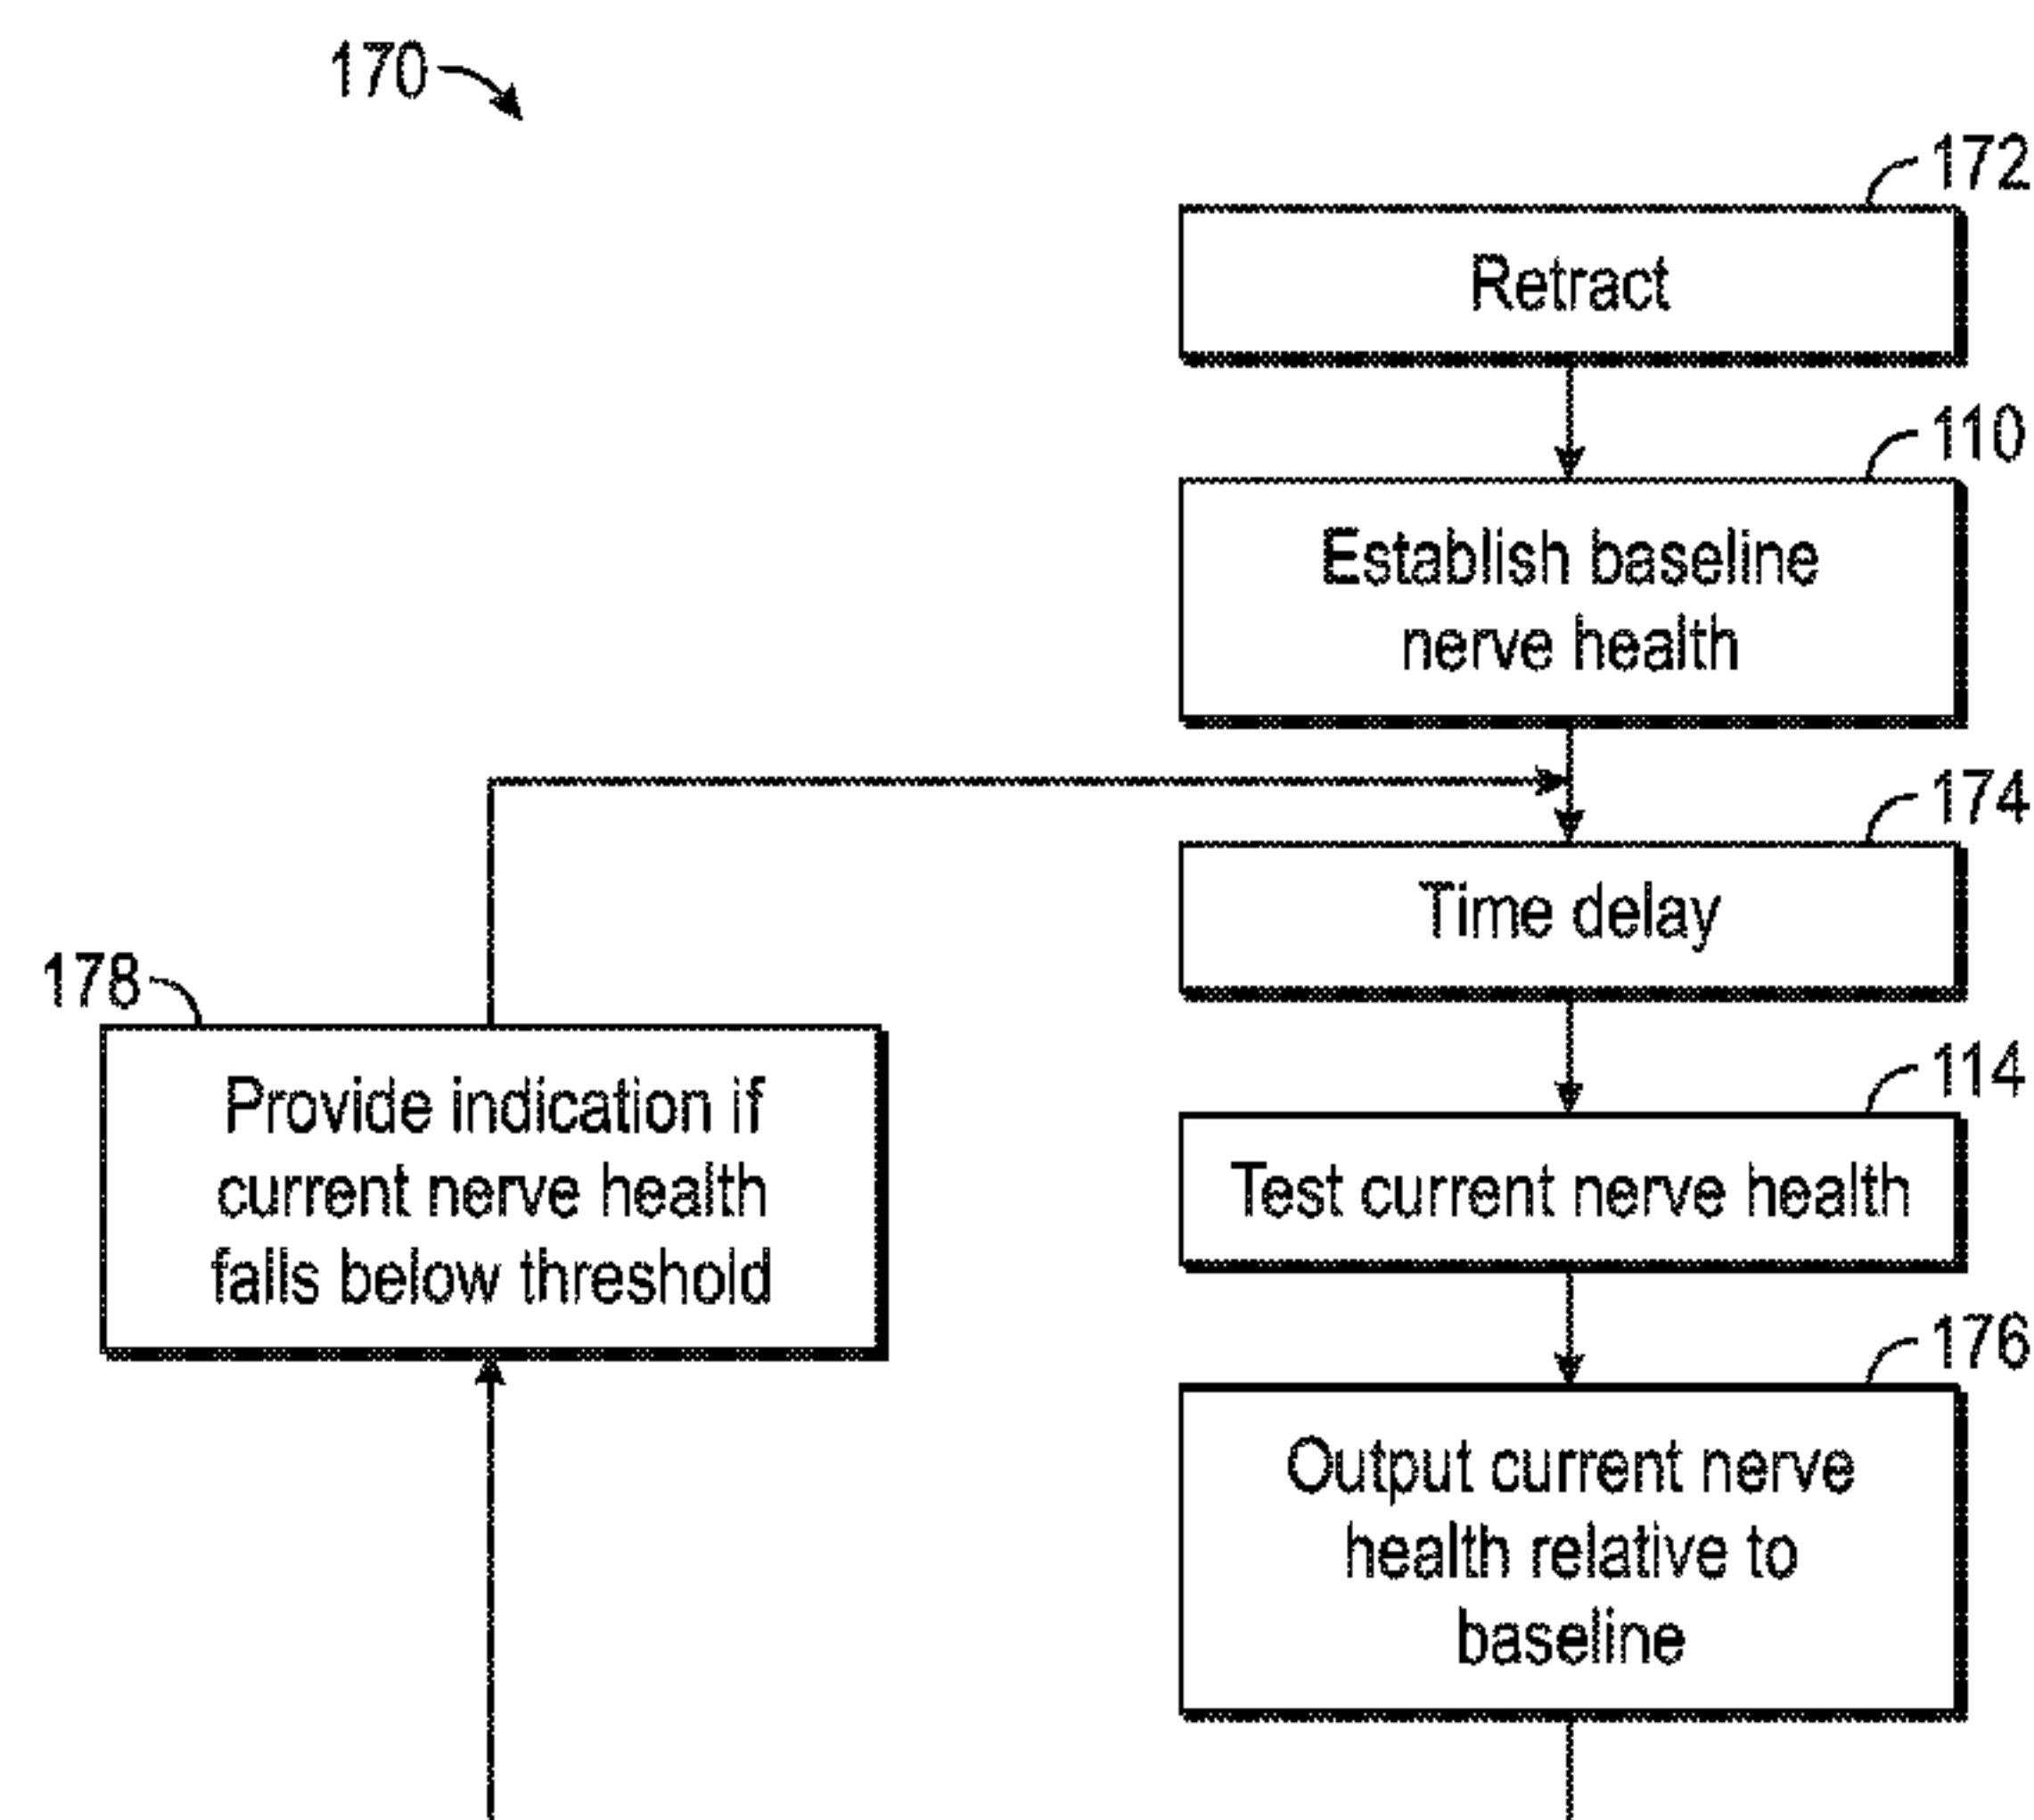 170
172
Retract
110
Establish baseline
nerve health
174
Time delay
178
Provide indication if
current nerve health
falls below threshold
114
Test current nerve health
176
Output current nerve
health relative to
baseline